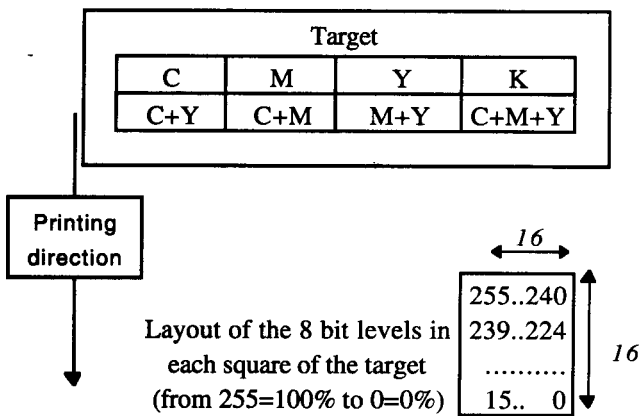 Target
C M Y K
C+Y C+M M+Y C+M+Y
Printing
direction
16
255..240
239..224
..........
15.. 0
16
Layout of the 8 bit levels in
each square of the target
(from 255=100% to 0=0%)